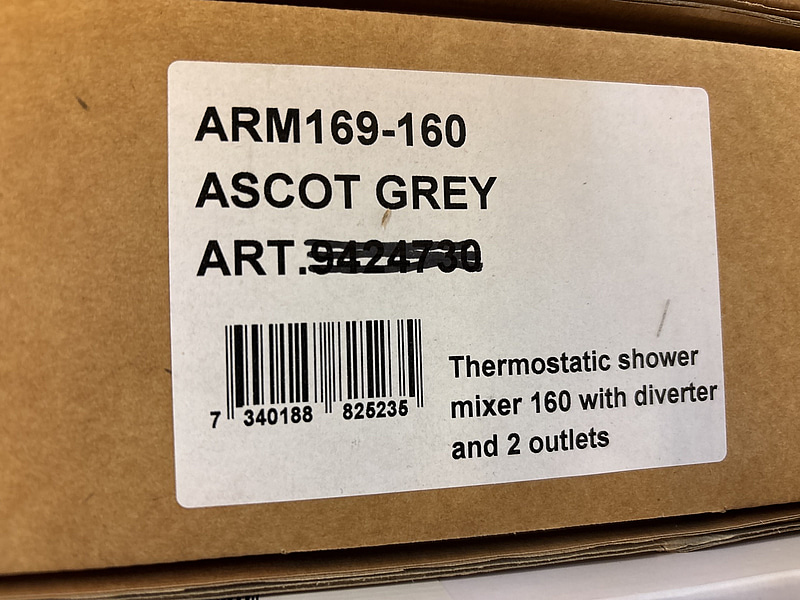 ARM169-160
ASCOT GREY
ART.9424730
7 340188 825235
Thermostatic shower
mixer 160 with diverter
and 2 outlets